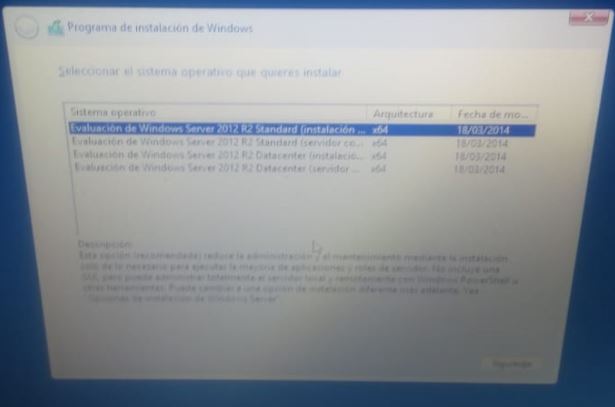 Programa de instalación de Windows
Seleccionar el sistema operativo que quieres instalar
Sistema operativo Arquitectura Fecha de mo...
Evaluación de Windows Server 2012 R2 Standard (instalación ... x64 18/03/2014
Evaluación de Windows Server 2012 R2 Standard (servidor co... x64 18/03/2014
Evaluación de Windows Server 2012 R2 Datacenter (instalació... x64 18/03/2014
Evaluación de Windows Server 2012 R2 Datacenter (servidor ... x64 18/03/2014
Descripción:
Esta opción (recomendada) reduce la administración y el mantenimiento mediante la instalación
solo de lo necesario para ejecutar la mayoría de aplicaciones y roles de servidor. No incluye una
GUI, pero puede administrar totalmente el servidor local y remotamente con Windows PowerShell u
otras herramientas. Puede cambiar a una opción de instalación diferente más adelante. Vea
"Opciones de instalación de Windows Server".
Siguiente